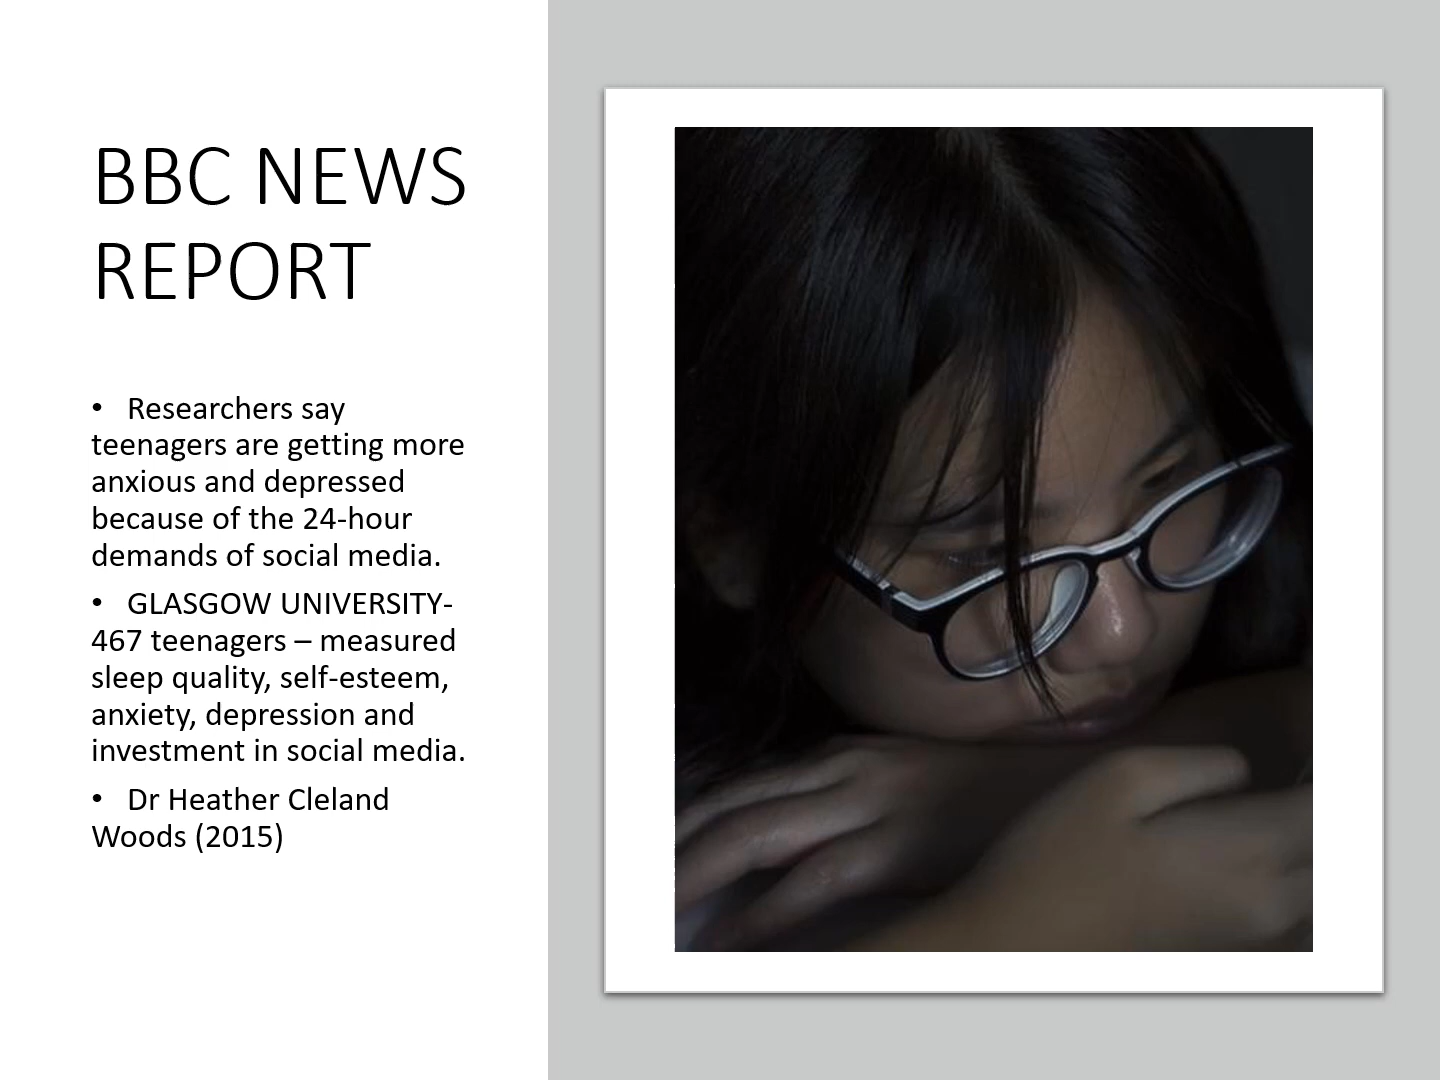 BBC NEWS
REPORT
• Researchers say
teenagers are getting more
anxious and depressed
because of the 24-hour
demands of social media.
• GLASGOW UNIVERSITY-
467 teenagers – measured
sleep quality, self-esteem,
anxiety, depression and
investment in social media.
• Dr Heather Cleland
Woods (2015)